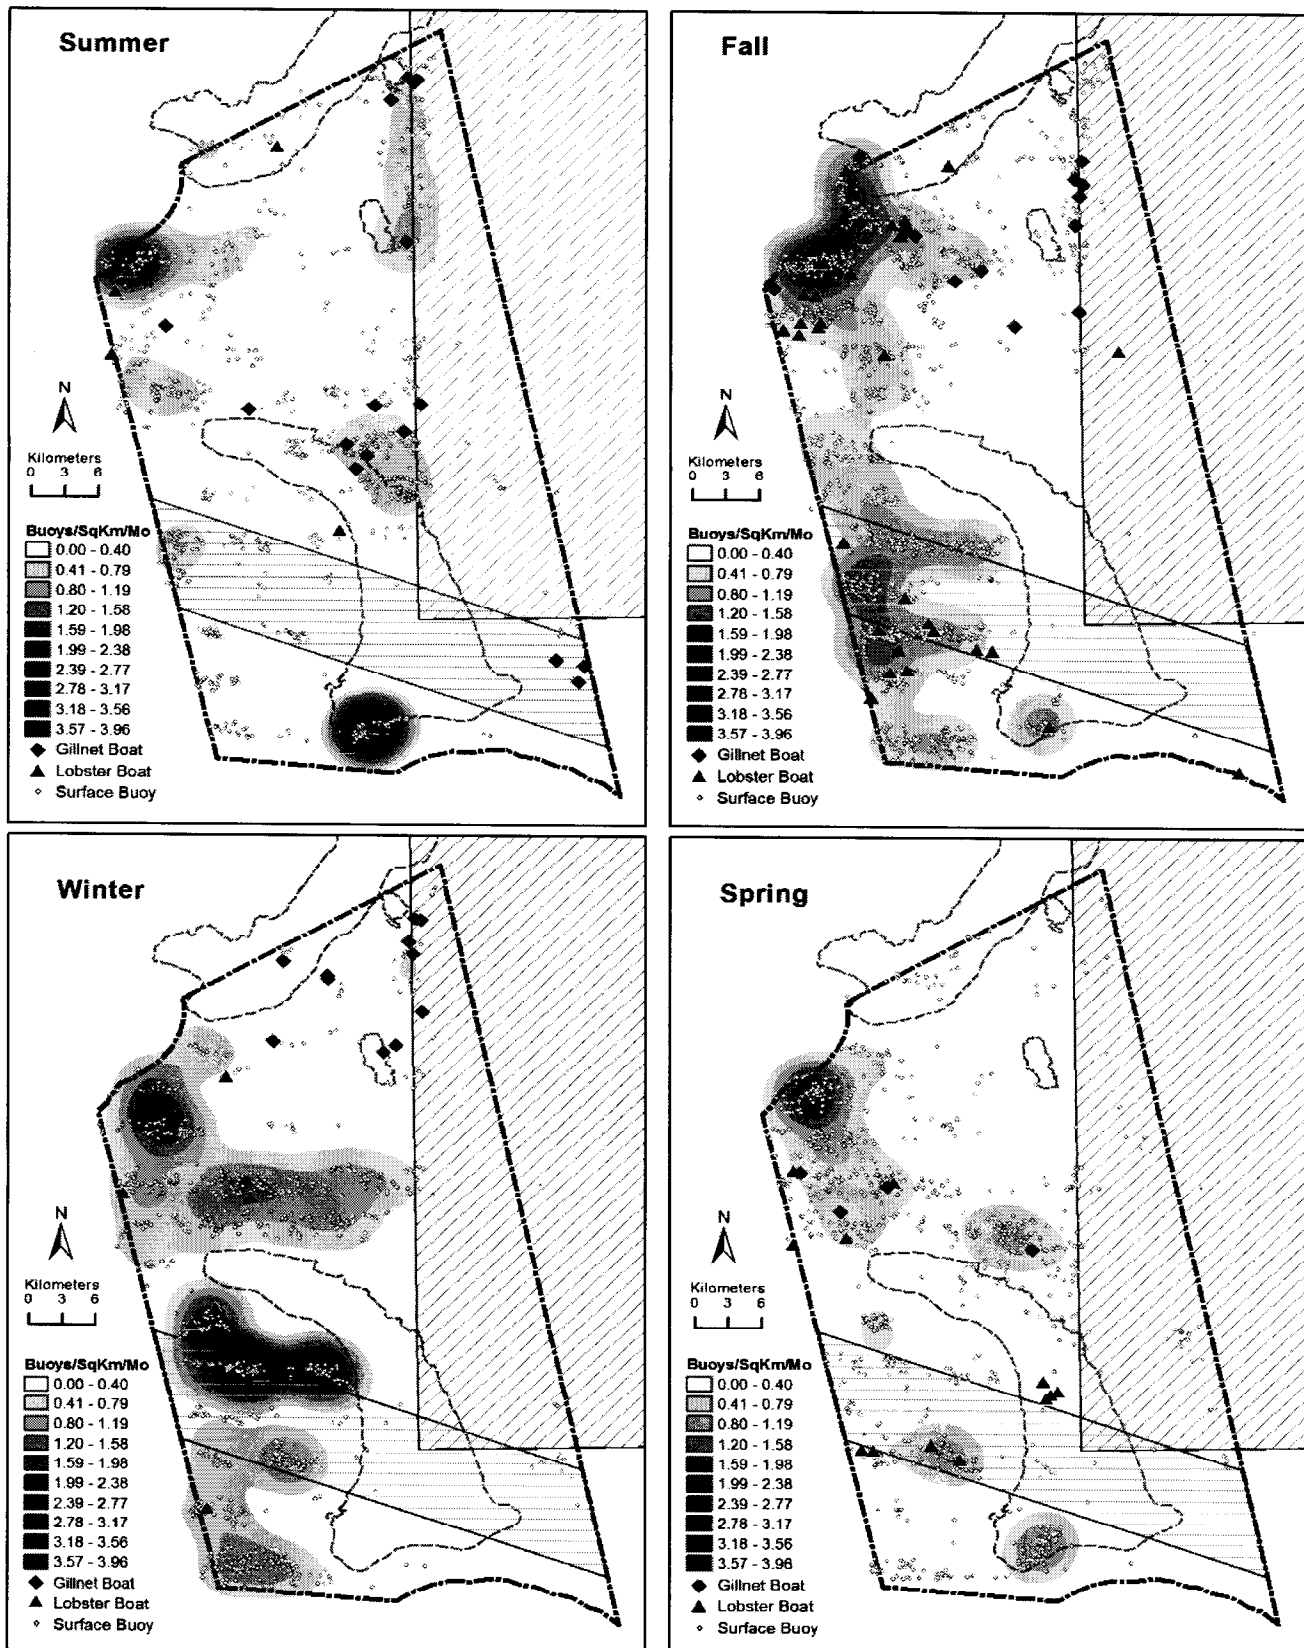 Summer
N
Kilometers
0 3 6
Buoys/SqKm/Mo
0.00 - 0.40
0.41 - 0.79
0.80 - 1.19
1.20 - 1.58
1.59 - 1.98
1.99 - 2.38
2.39 - 2.77
2.78 - 3.17
3.18 - 3.56
3.57 - 3.96
Gillnet Boat
Lobster Boat
Surface Buoy
Fall
N
Kilometers
0 3 6
Buoys/SqKm/Mo
0.00 - 0.40
0.41 - 0.79
0.80 - 1.19
1.20 - 1.58
1.59 - 1.98
1.99 - 2.38
2.39 - 2.77
2.78 - 3.17
3.18 - 3.56
3.57 - 3.96
Gillnet Boat
Lobster Boat
Surface Buoy
Winter
N
Kilometers
0 3 6
Buoys/SqKm/Mo
0.00 - 0.40
0.41 - 0.79
0.80 - 1.19
1.20 - 1.58
1.59 - 1.98
1.99 - 2.38
2.39 - 2.77
2.78 - 3.17
3.18 - 3.56
3.57 - 3.96
Gillnet Boat
Lobster Boat
Surface Buoy
Spring
N
Kilometers
0 3 6
Buoys/SqKm/Mo
0.00 - 0.40
0.41 - 0.79
0.80 - 1.19
1.20 - 1.58
1.59 - 1.98
1.99 - 2.38
2.39 - 2.77
2.78 - 3.17
3.18 - 3.56
3.57 - 3.96
Gillnet Boat
Lobster Boat
Surface Buoy